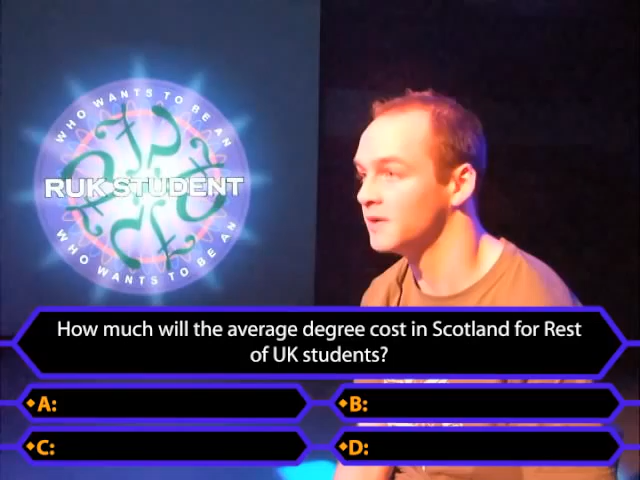 WHO WANTS TO BE AN
RUK STUDENT
WHO WANTS TO BE AN
How much will the average degree cost in Scotland for Rest
of UK students?
A:
B:
C:
D: